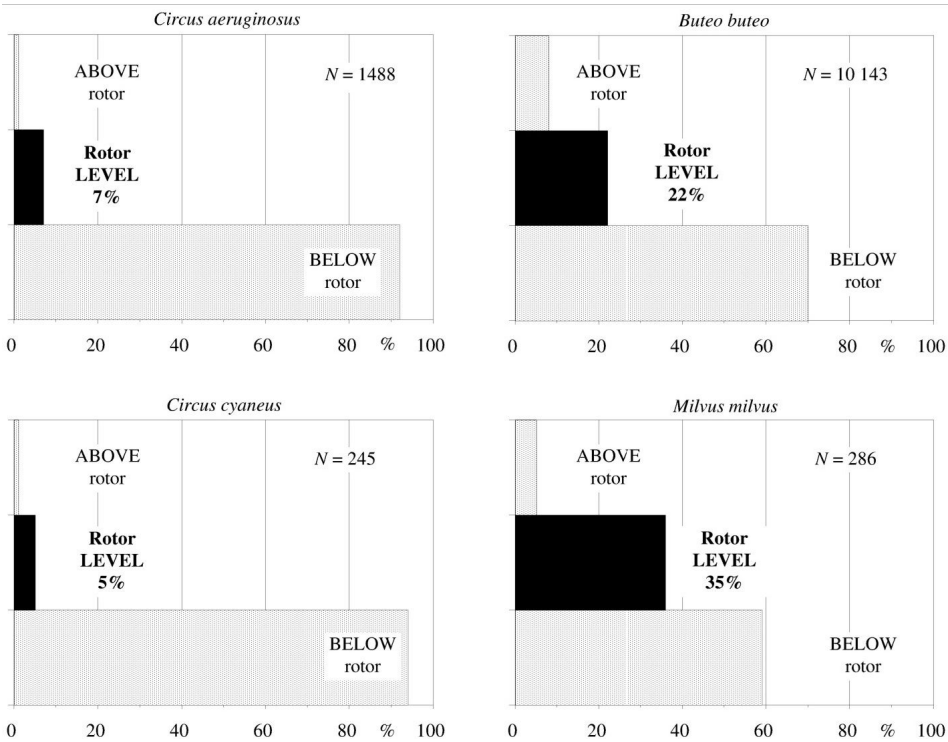 Circus aeruginosus
ABOVE
rotor
N = 1488
Rotor
LEVEL
7%
BELOW
rotor
0 20 40 60 80 % 100
Buteo buteo
ABOVE
rotor
N = 10 143
Rotor
LEVEL
22%
BELOW
rotor
0 20 40 60 80 % 100
Circus cyaneus
ABOVE
rotor
N = 245
Rotor
LEVEL
5%
BELOW
rotor
0 20 40 60 80 % 100
Milvus milvus
ABOVE
rotor
N = 286
Rotor
LEVEL
35%
BELOW
rotor
0 20 40 60 80 % 100